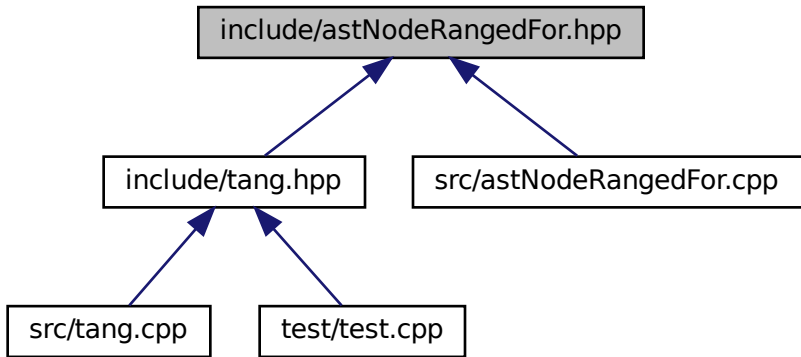 include/astNodeRangedFor.hpp
include/tang.hpp
src/astNodeRangedFor.cpp
src/tang.cpp
test/test.cpp